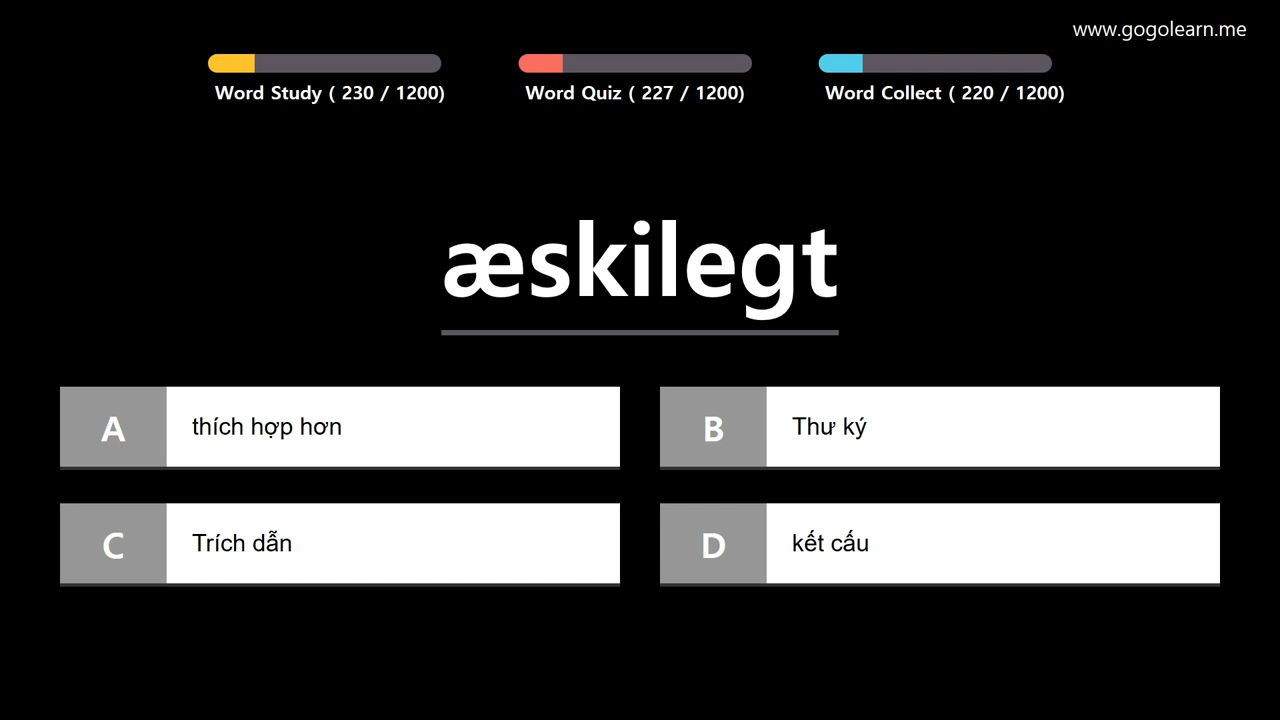 www.gogolearn.me
Word Study ( 230 / 1200)
Word Quiz ( 227 / 1200)
Word Collect ( 220 / 1200)
æskilegt
A thích hợp hơn
B Thư ký
C Trích dẫn
D kết cấu